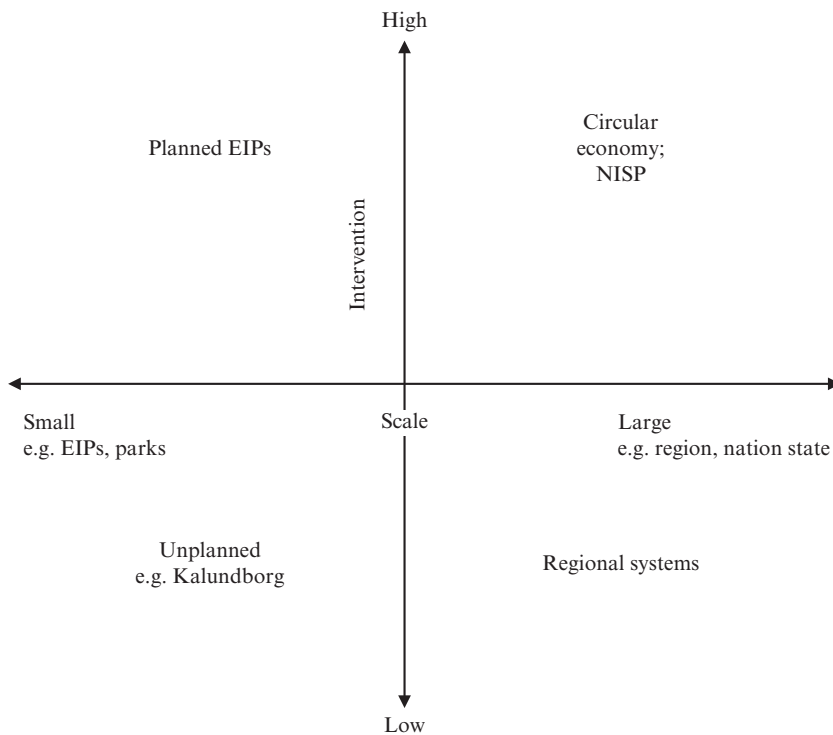 High
Planned EIPs
Circular
economy;
NISP
Intervention
Small
e.g. EIPs, parks
Scale
Large
e.g. region, nation state
Unplanned
e.g. Kalundborg
Regional systems
Low